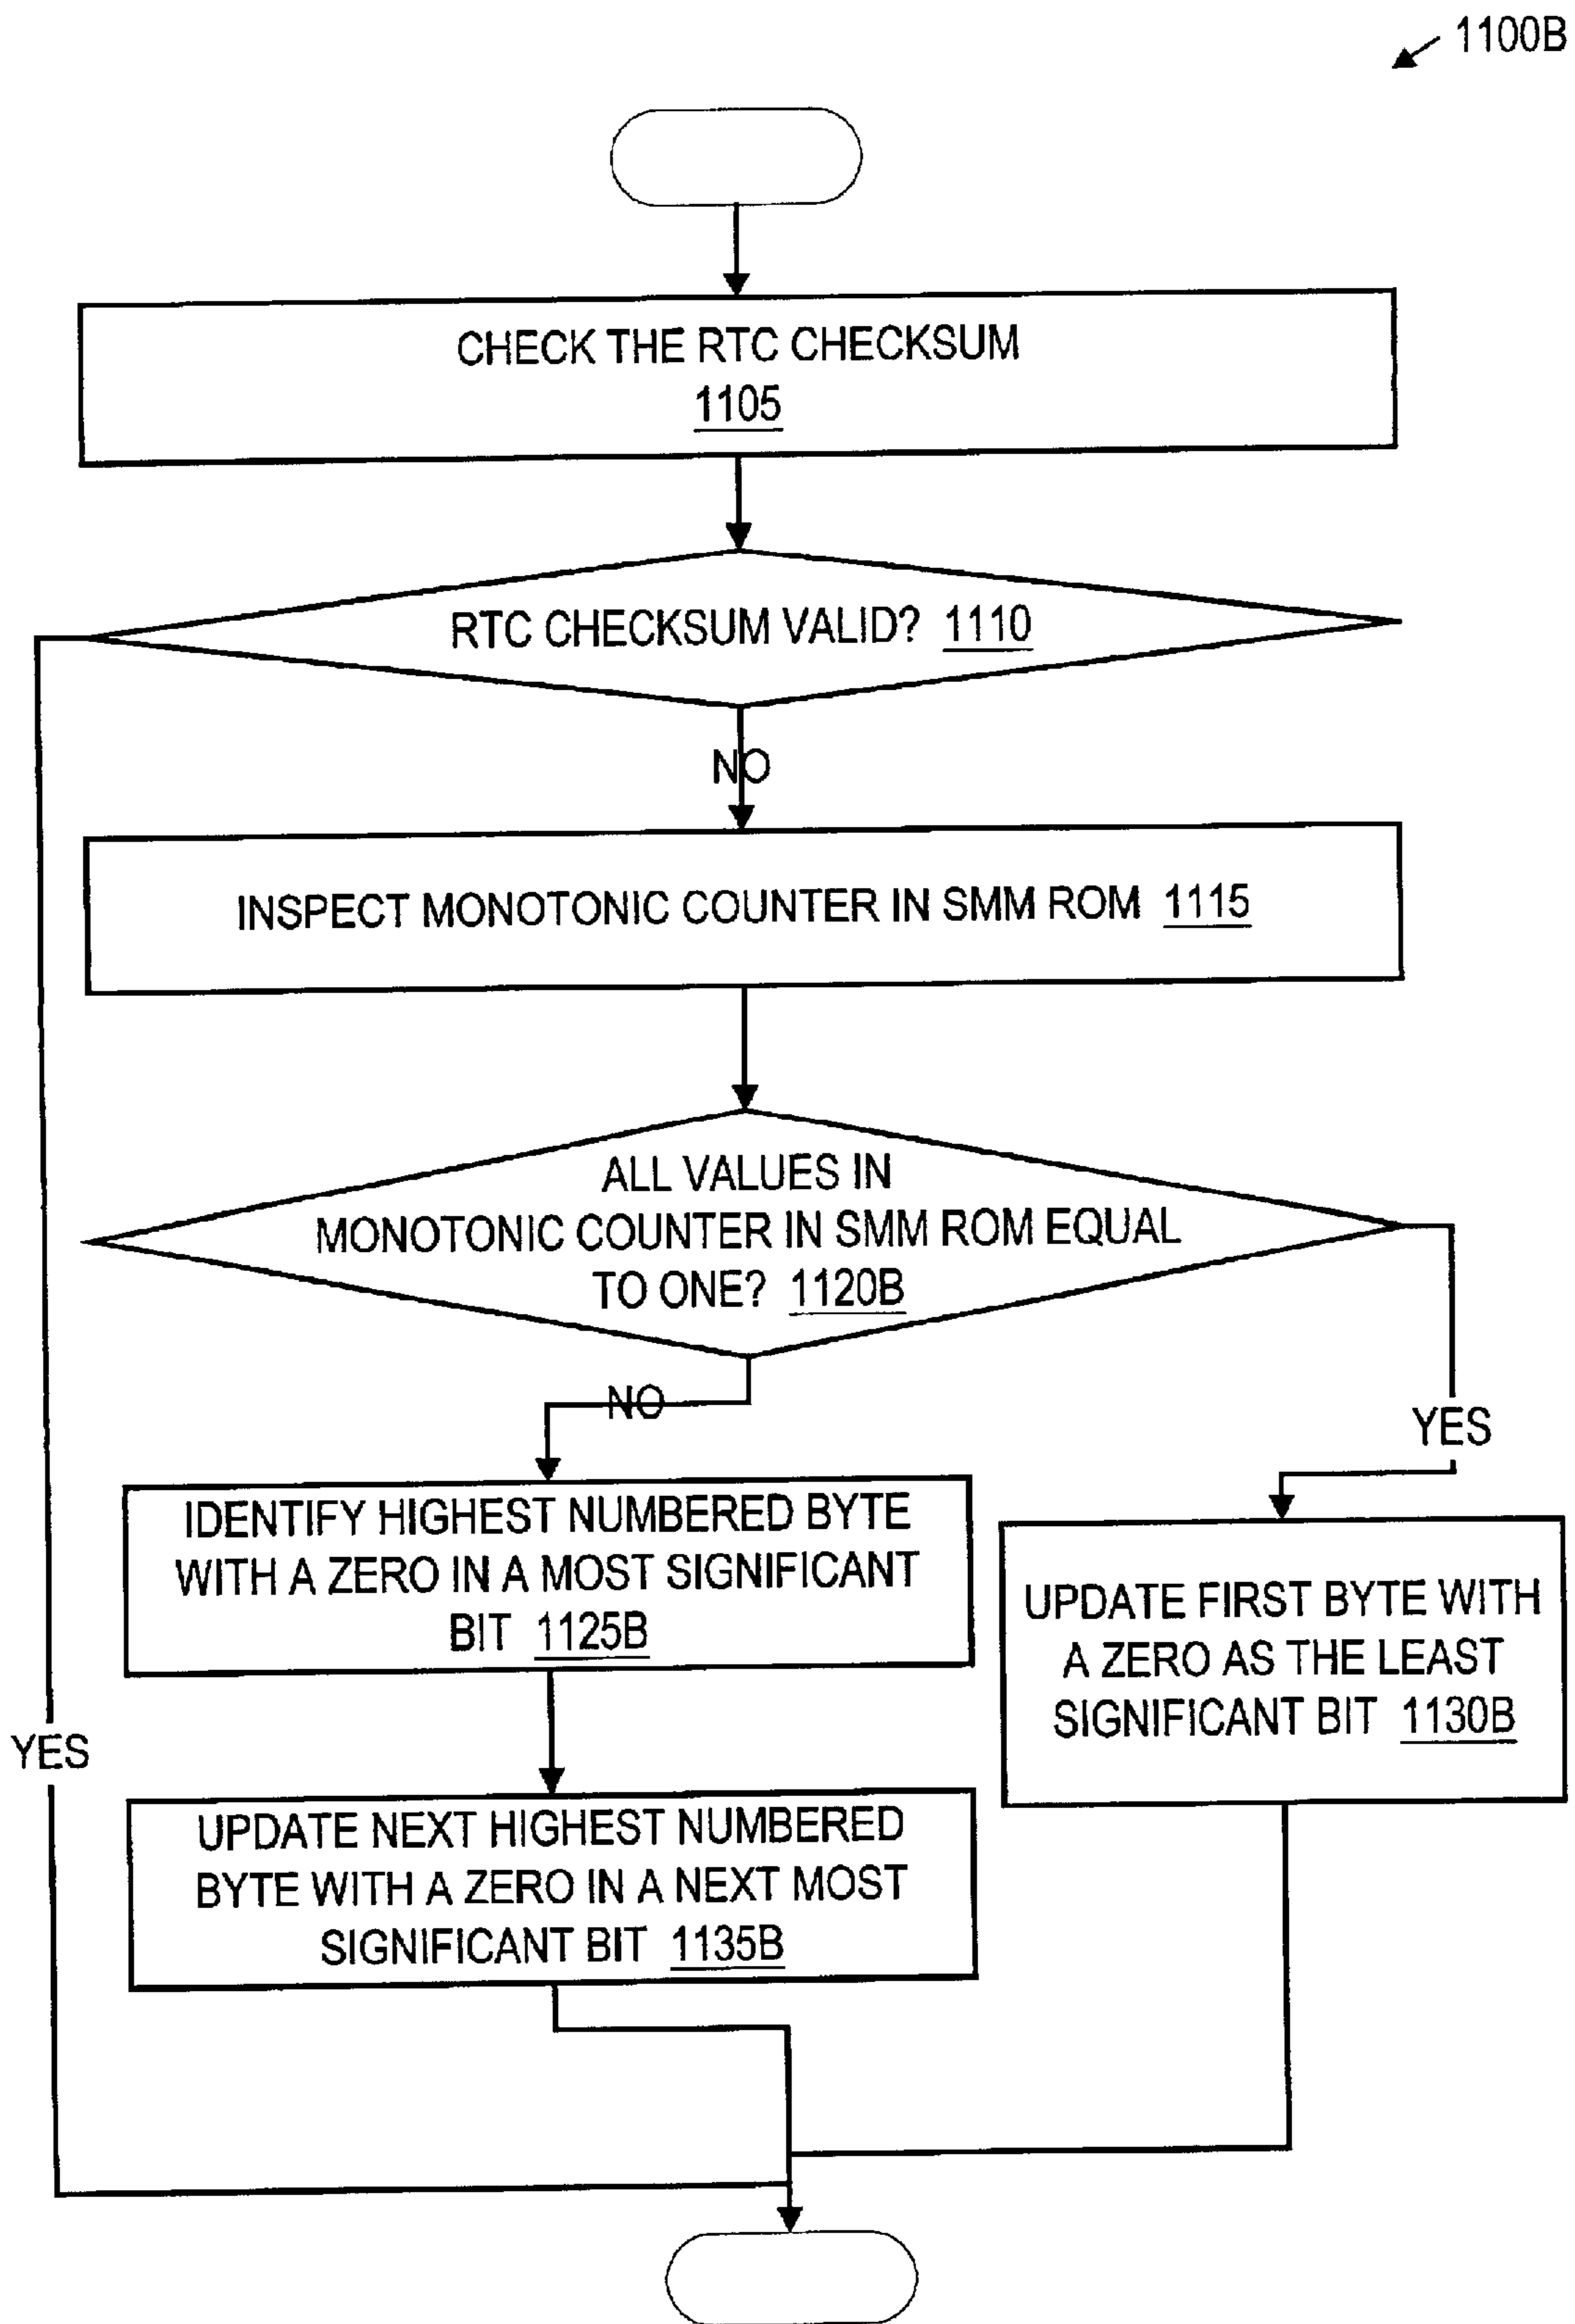 1100B
CHECK THE RTC CHECKSUM
1105
RTC CHECKSUM VALID? 1110
NO
INSPECT MONOTONIC COUNTER IN SMM ROM 1115
ALL VALUES IN
MONOTONIC COUNTER IN SMM ROM EQUAL
TO ONE? 1120B
NO
YES
IDENTIFY HIGHEST NUMBERED BYTE
WITH A ZERO IN A MOST SIGNIFICANT
BIT 1125B
UPDATE FIRST BYTE WITH
A ZERO AS THE LEAST
SIGNIFICANT BIT 1130B
YES
UPDATE NEXT HIGHEST NUMBERED
BYTE WITH A ZERO IN A NEXT MOST
SIGNIFICANT BIT 1135B